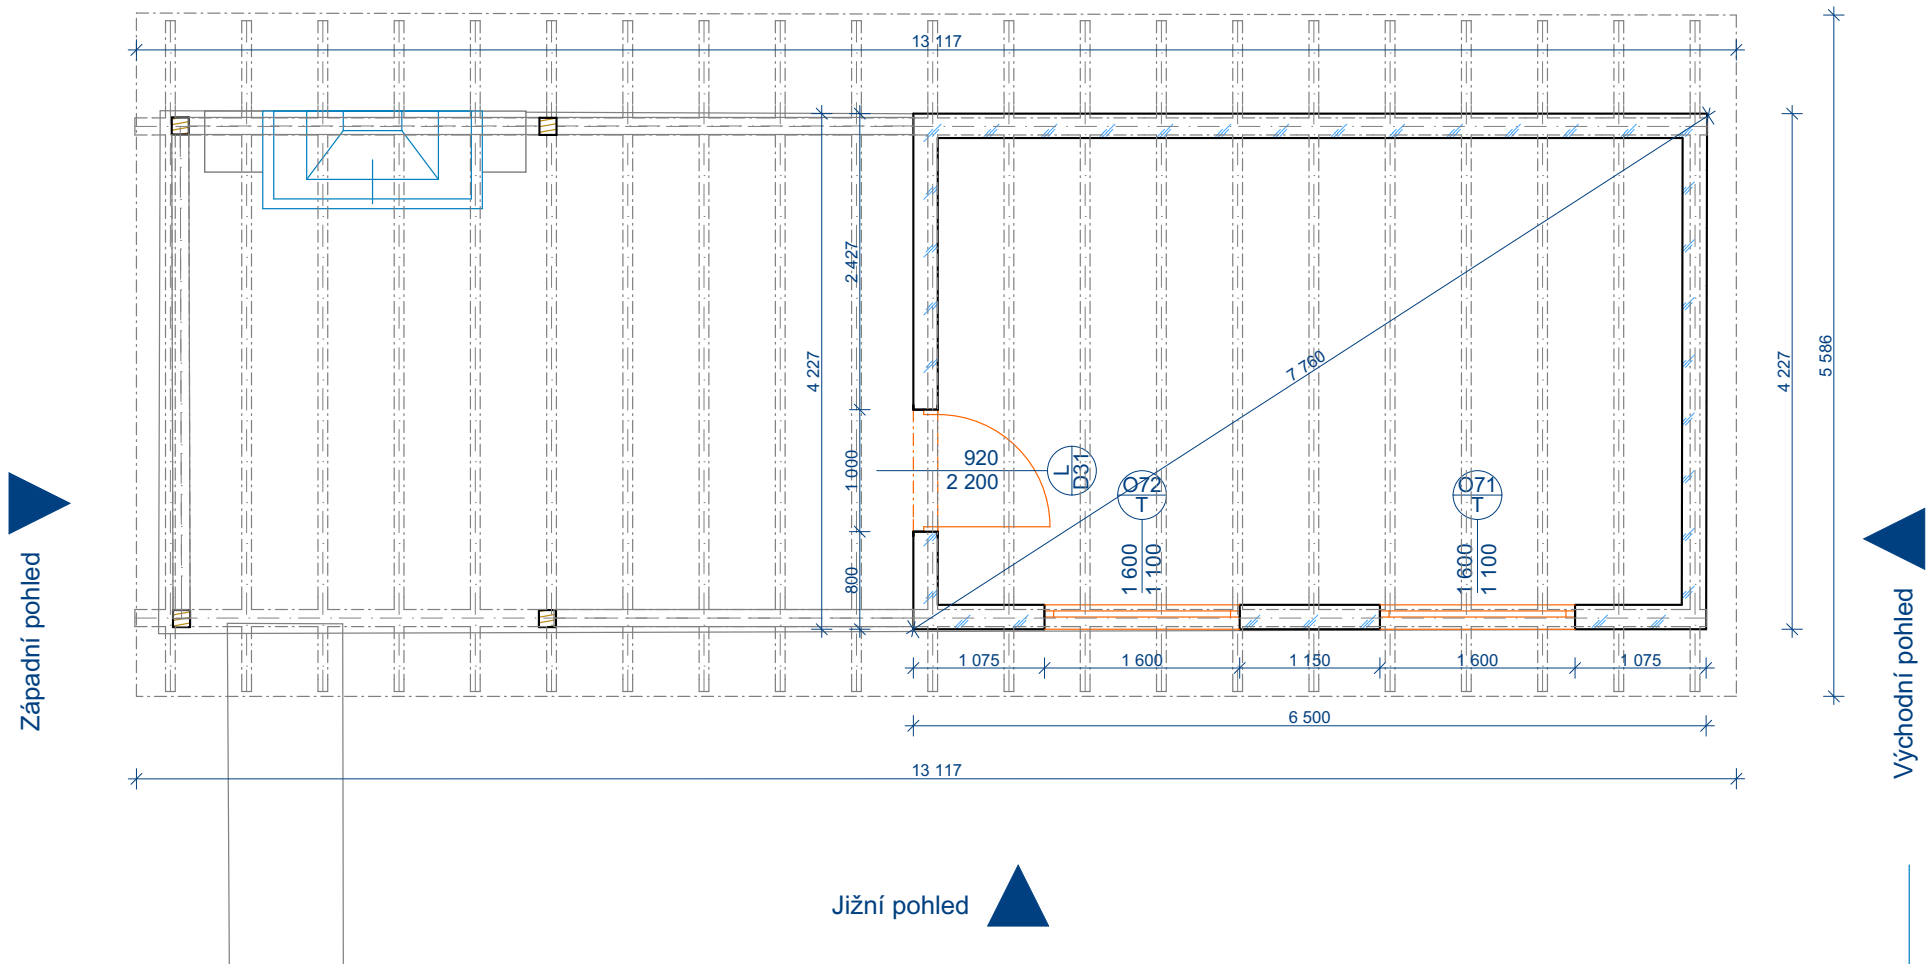 13 117
2 427
4 227
1 000
800
7 760
4 227
5 586
920
2 200
L
D31
O72
T
1 600
1 100
O71
T
1 600
1 100
1 075
1 600
1 150
1 600
1 075
6 500
13 117
Západní pohled
Východní pohled
Jižní pohled